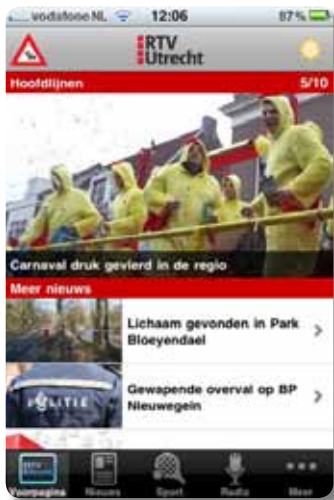 vodafone NL 12:06 87%
RTV
Utrecht
Hoofdlijnen 5/10
Carnaval druk gevierd in de regio
Meer nieuws
Lichaam gevonden in Park
Bloeyendael
POLITIE
Gewapende overval op BP
Nieuwegein
Voorpagina Nieuws Sport Radio Meer